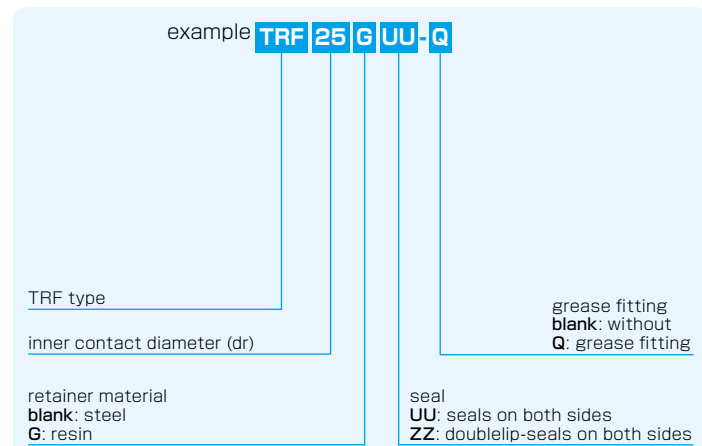 example TRF 25 G UU-Q
TRF type
inner contact diameter (dr)
retainer material
blank: steel
G: resin
grease fitting
blank: without
Q: grease fitting
seal
UU: seals on both sides
ZZ: doublelip-seals on both sides